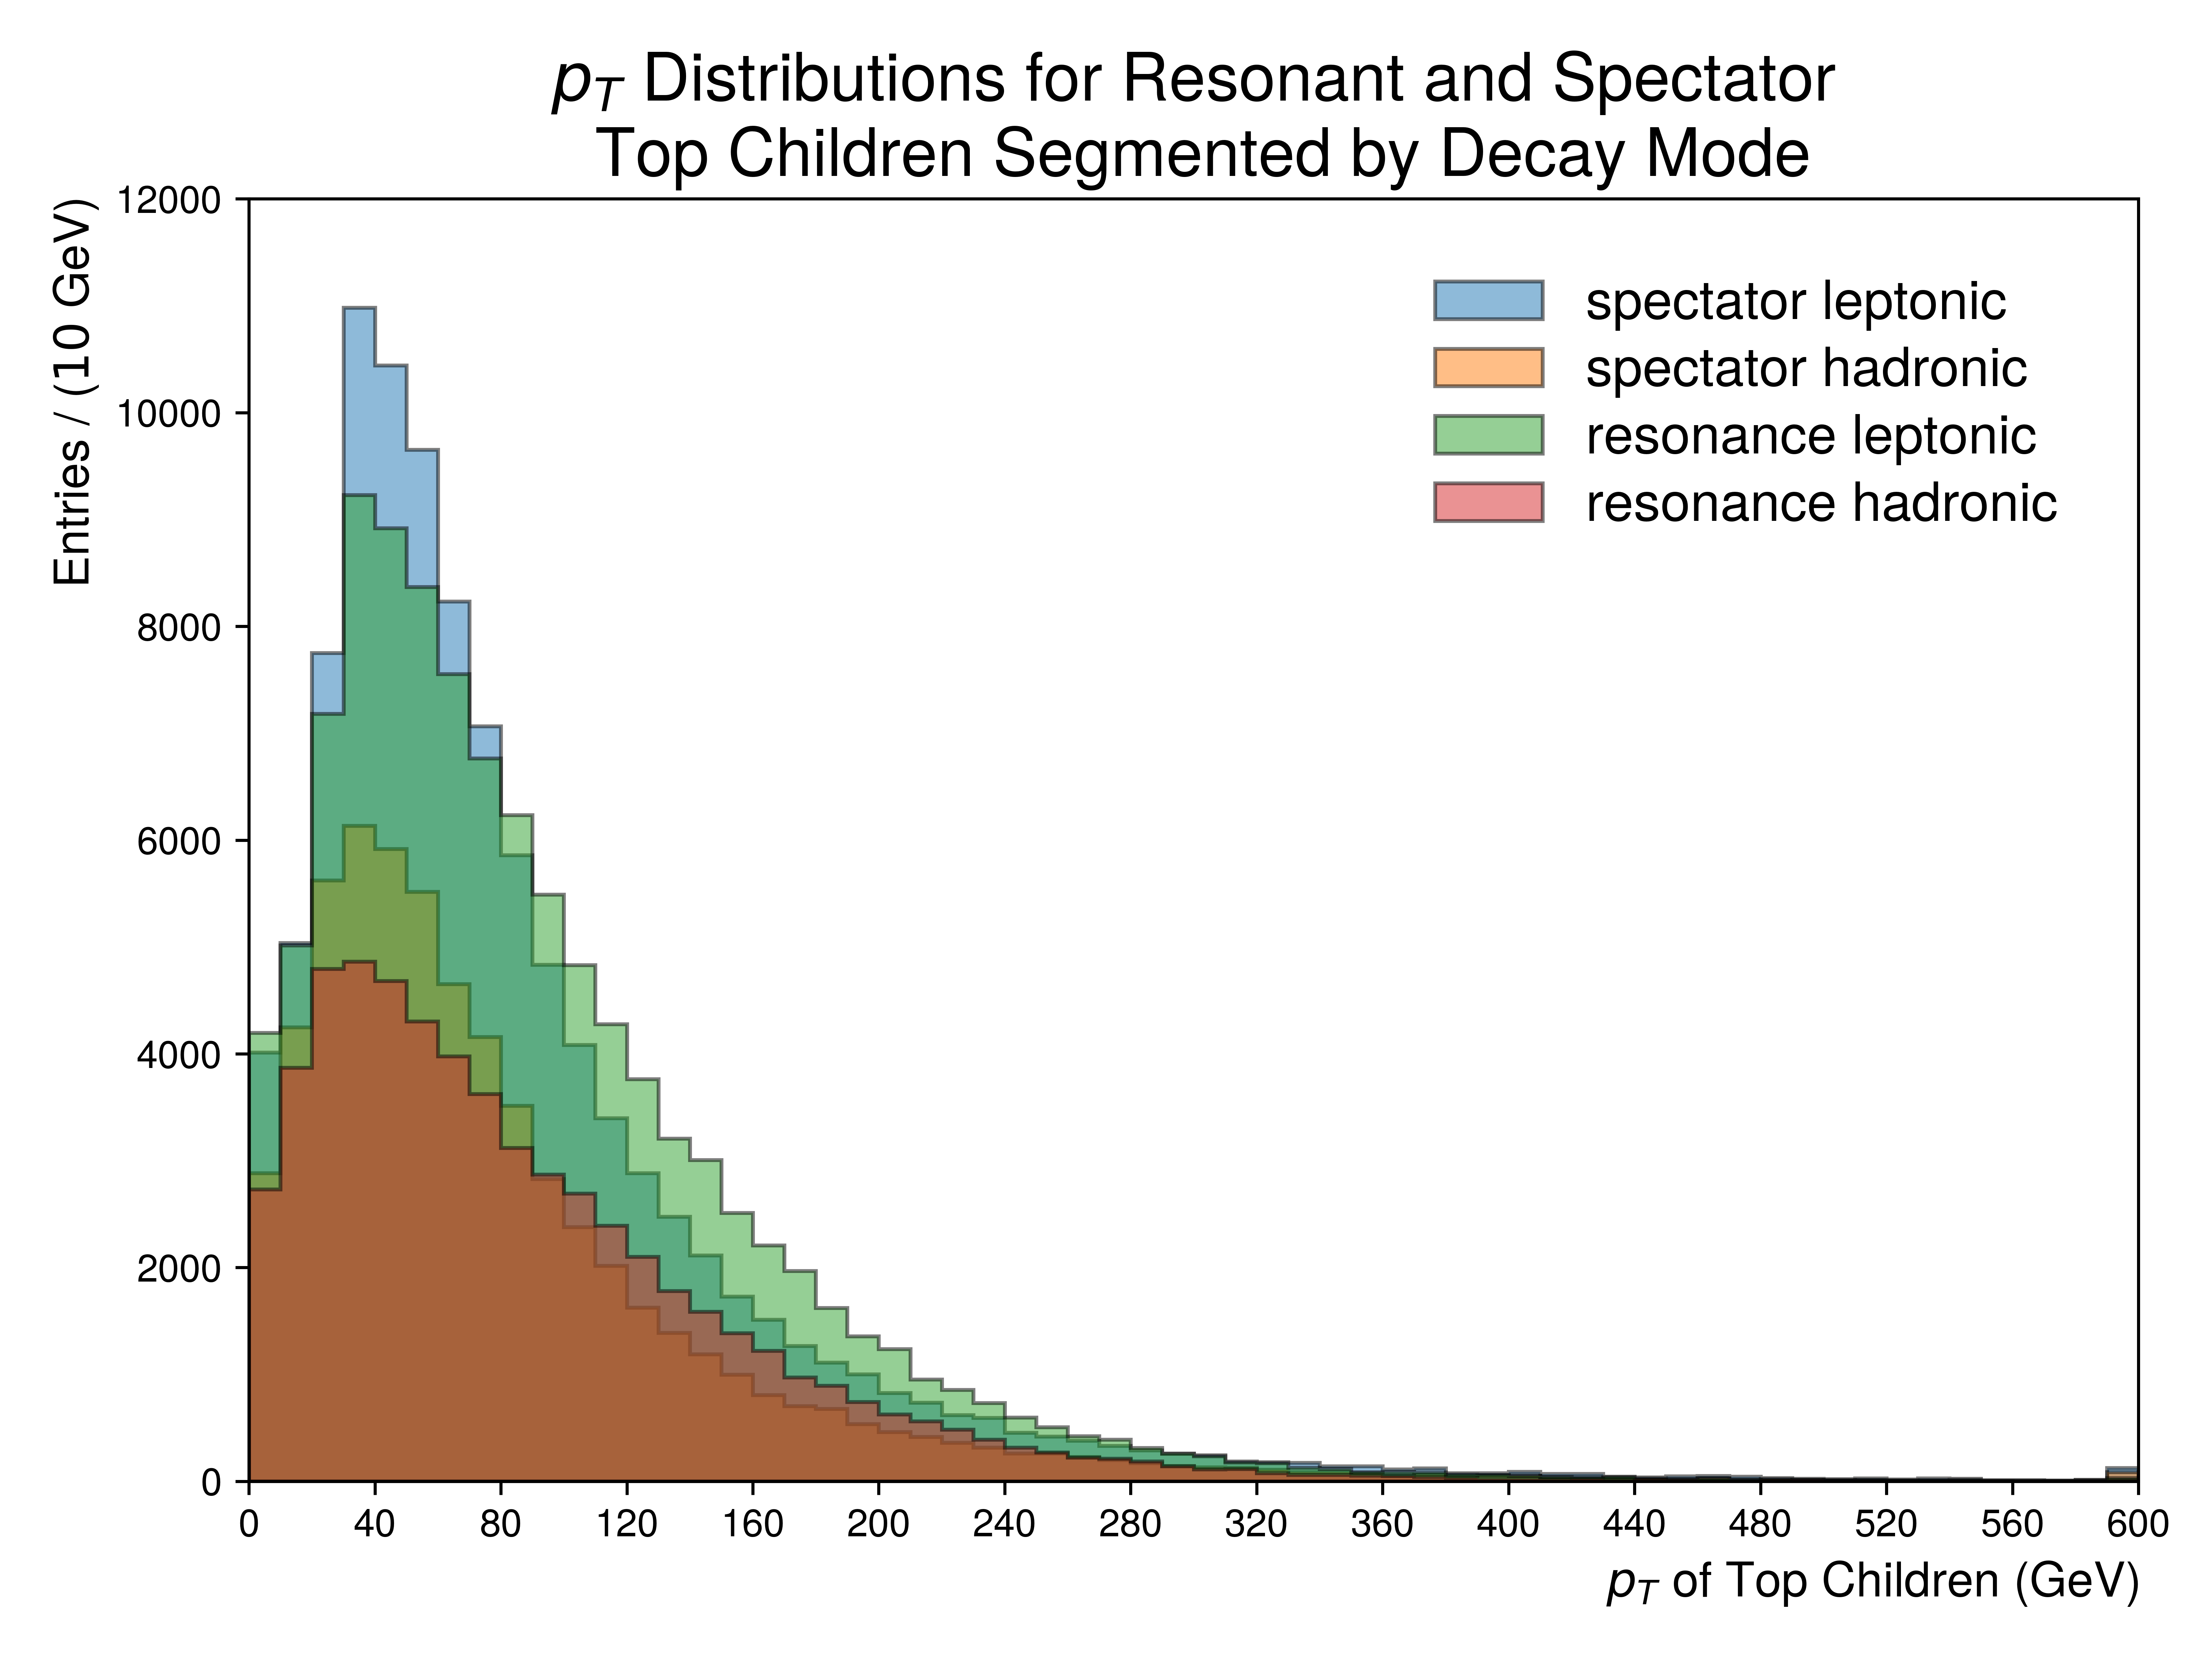 pT Distributions for Resonant and Spectator
Top Children Segmented by Decay Mode
Entries / (10 GeV)
12000
10000
8000
6000
4000
2000
0
spectator leptonic
spectator hadronic
resonance leptonic
resonance hadronic
0 40 80 120 160 200 240 280 320 360 400 440 480 520 560 600
pT of Top Children (GeV)